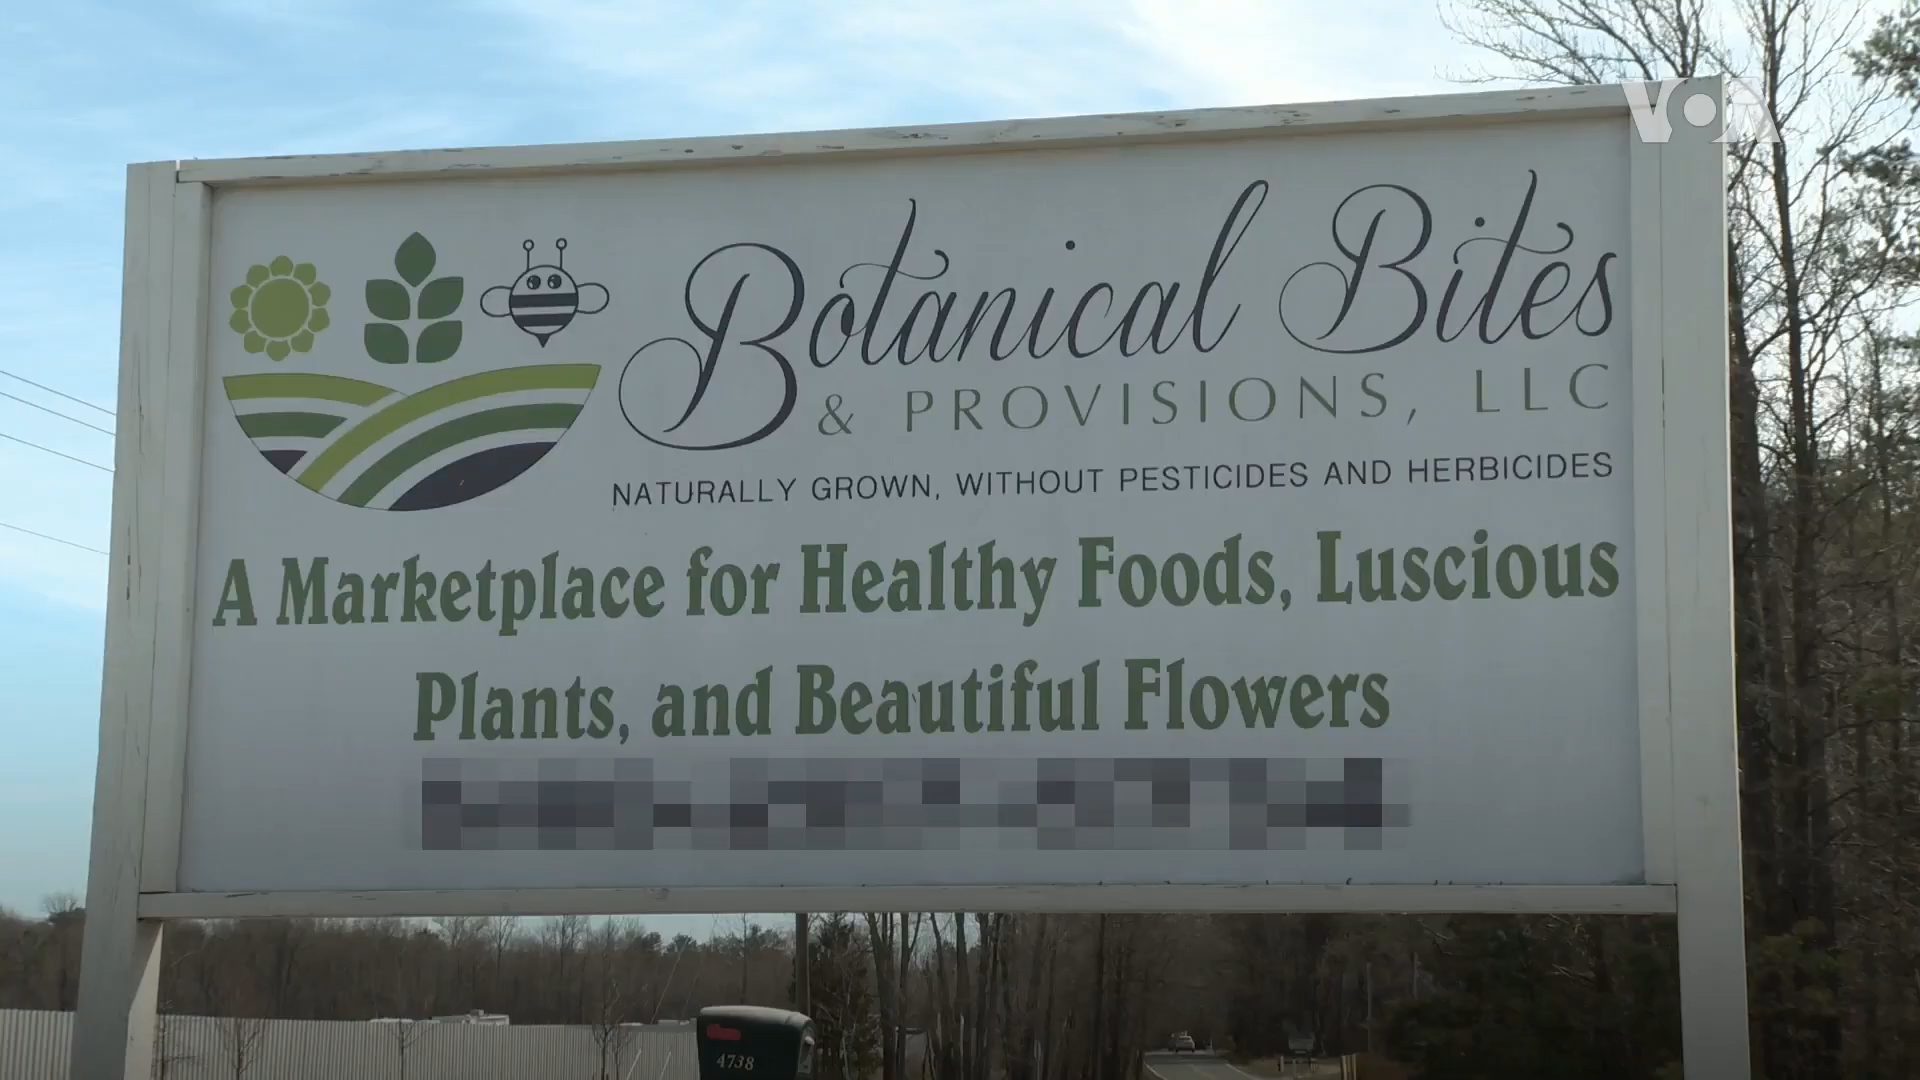 VOA
Botanical Bites
& PROVISIONS, LLC
NATURALLY GROWN, WITHOUT PESTICIDES AND HERBICIDES
A Marketplace for Healthy Foods, Luscious
Plants, and Beautiful Flowers
4738